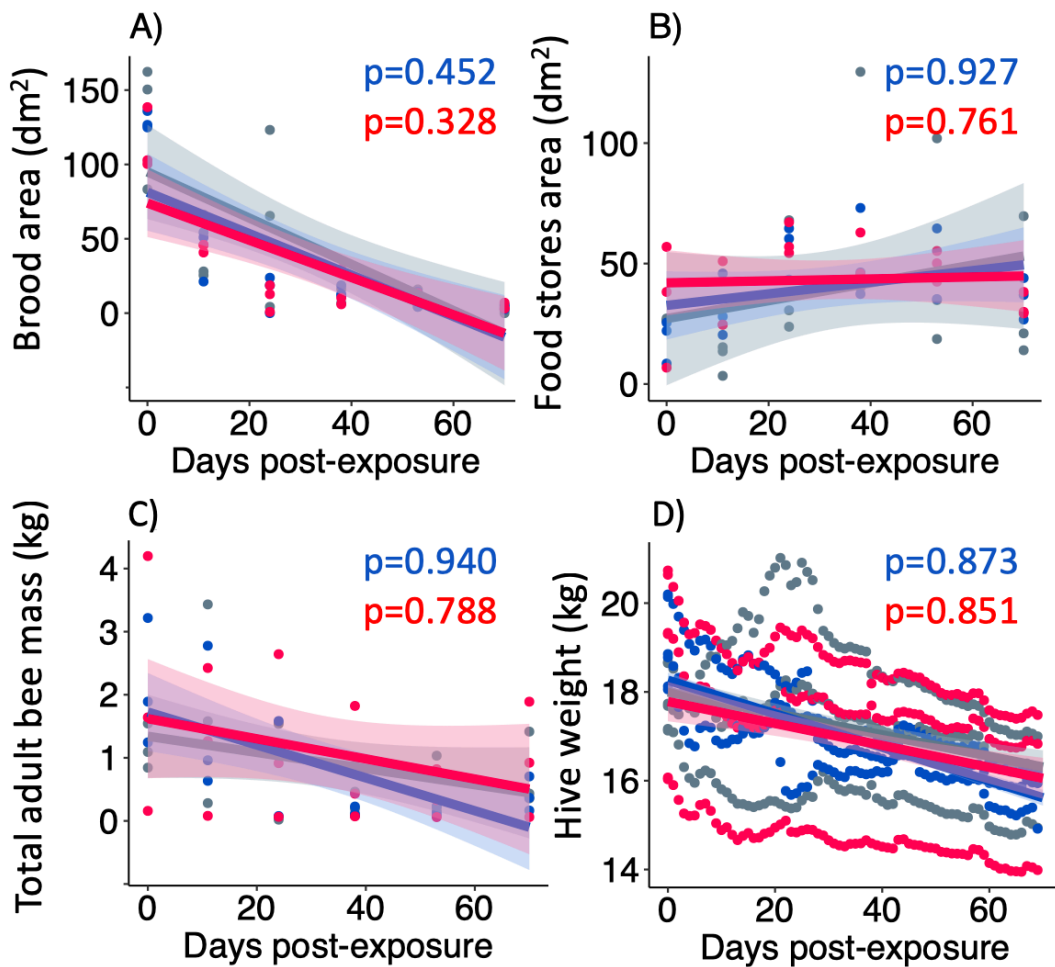 A)
p=0.452
p=0.328
Brood area (dm²)
150
100
50
0
0 20 40 60
Days post-exposure
B)
p=0.927
p=0.761
Food stores area (dm²)
100
50
0
0 20 40 60
Days post-exposure
C)
p=0.940
p=0.788
Total adult bee mass (kg)
4
3
2
1
0
0 20 40 60
Days post-exposure
D)
p=0.873
p=0.851
Hive weight (kg)
20
18
16
14
0 20 40 60
Days post-exposure